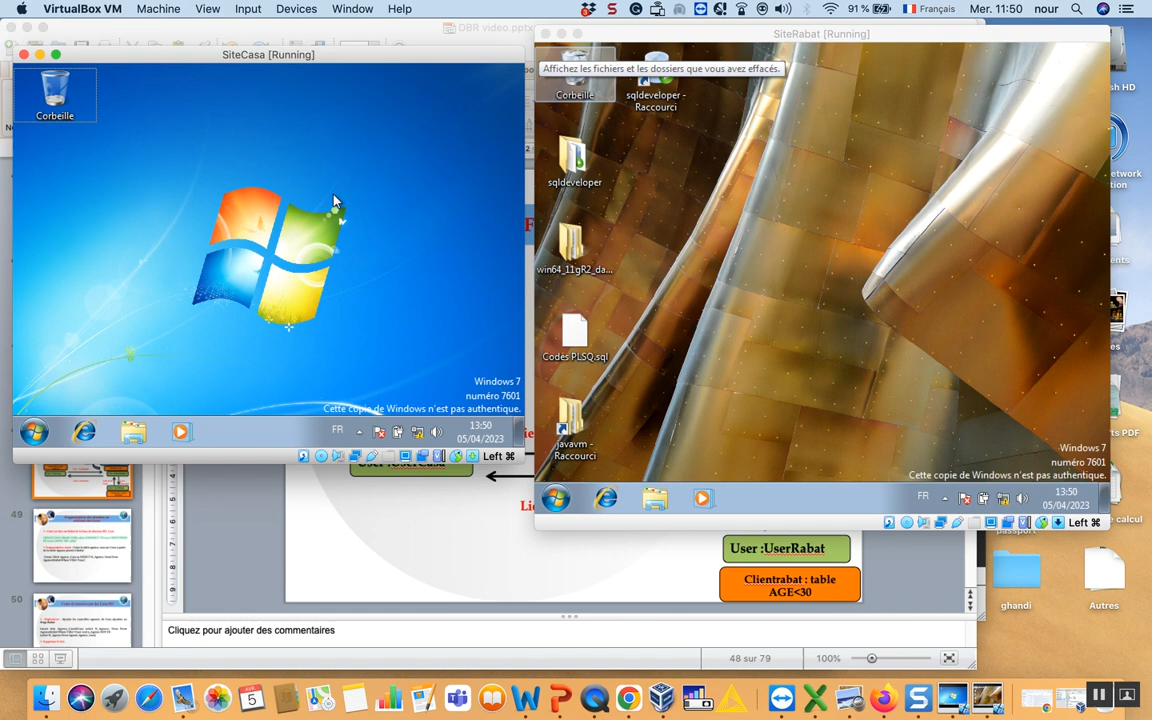 VirtualBox VM Machine View Input Devices Window Help
91 % Français Mer. 11:50 nour
DBR video.pptx
SiteCasa [Running]
Corbeille
Windows 7
numéro 7601
Cette copie de Windows n'est pas authentique.
FR
13:50
05/04/2023
Left ⌘
SiteRabat [Running]
Affichez les fichiers et les dossiers que vous avez effacés.
Corbeille
sqldeveloper -
Raccourci
sqldeveloper
win64_11gR2_da...
Codes PLSQ.sql
javavm -
Raccourci
Windows 7
numéro 7601
Cette copie de Windows n'est pas authentique.
FR
13:50
05/04/2023
Left ⌘
User :UserRabat
Clientrabat : table
AGE<30
49
50
Cliquez pour ajouter des commentaires
48 sur 79
100%
ghandi
Autres